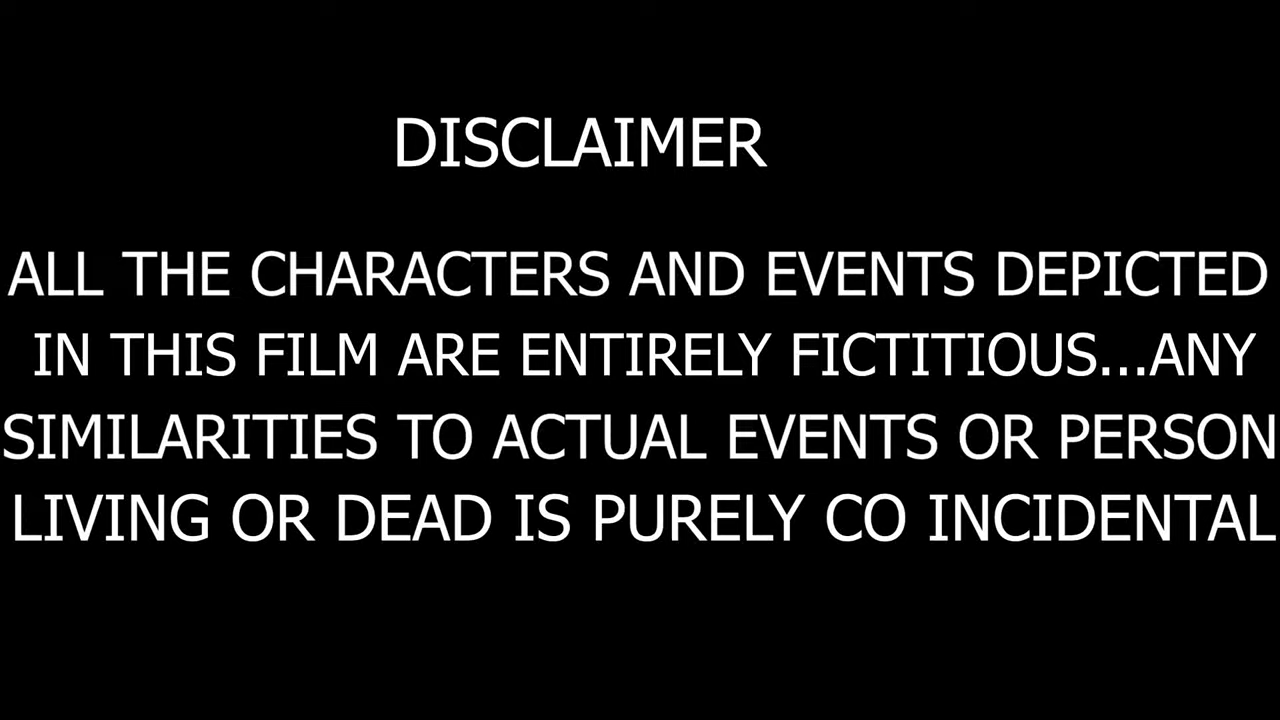 DISCLAIMER
ALL THE CHARACTERS AND EVENTS DEPICTED
IN THIS FILM ARE ENTIRELY FICTITIOUS...ANY
SIMILARITIES TO ACTUAL EVENTS OR PERSON
LIVING OR DEAD IS PURELY CO INCIDENTAL